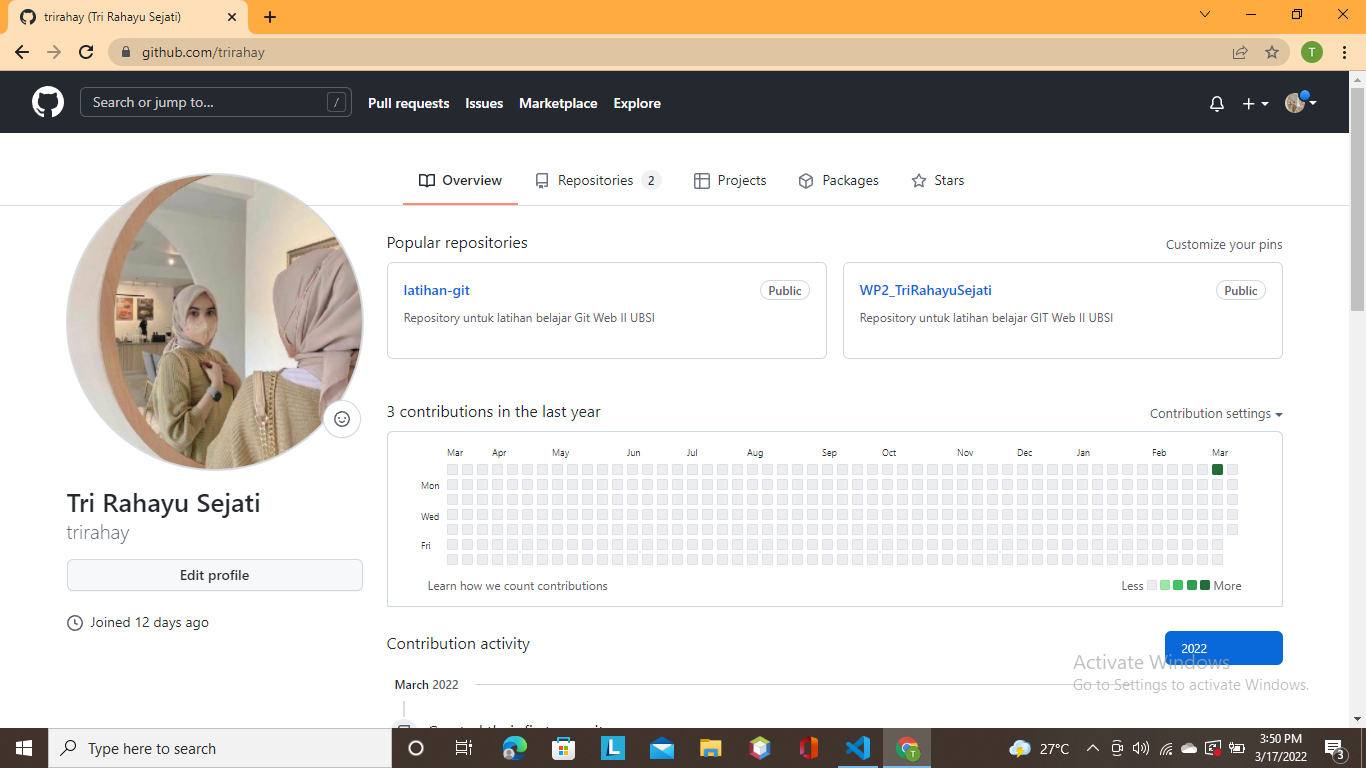 trirahay (Tri Rahayu Sejati)
github.com/trirahay
T
Search or jump to...
/
Pull requests
Issues
Marketplace
Explore
Overview
Repositories 2
Projects
Packages
Stars
Popular repositories
Customize your pins
latihan-git
Public
Repository untuk latihan belajar Git Web II UBSI
WP2_TriRahayuSejati
Public
Repository untuk latihan belajar GIT Web II UBSI
3 contributions in the last year
Contribution settings
Mar Apr May Jun Jul Aug Sep Oct Nov Dec Jan Feb Mar
Mon
Wed
Fri
Learn how we count contributions
Less More
Tri Rahayu Sejati
trirahay
Edit profile
Joined 12 days ago
Contribution activity
2022
March 2022
Activate Windows
Go to Settings to activate Windows.
Type here to search
L
T
27°C
3:50 PM
3/17/2022
3